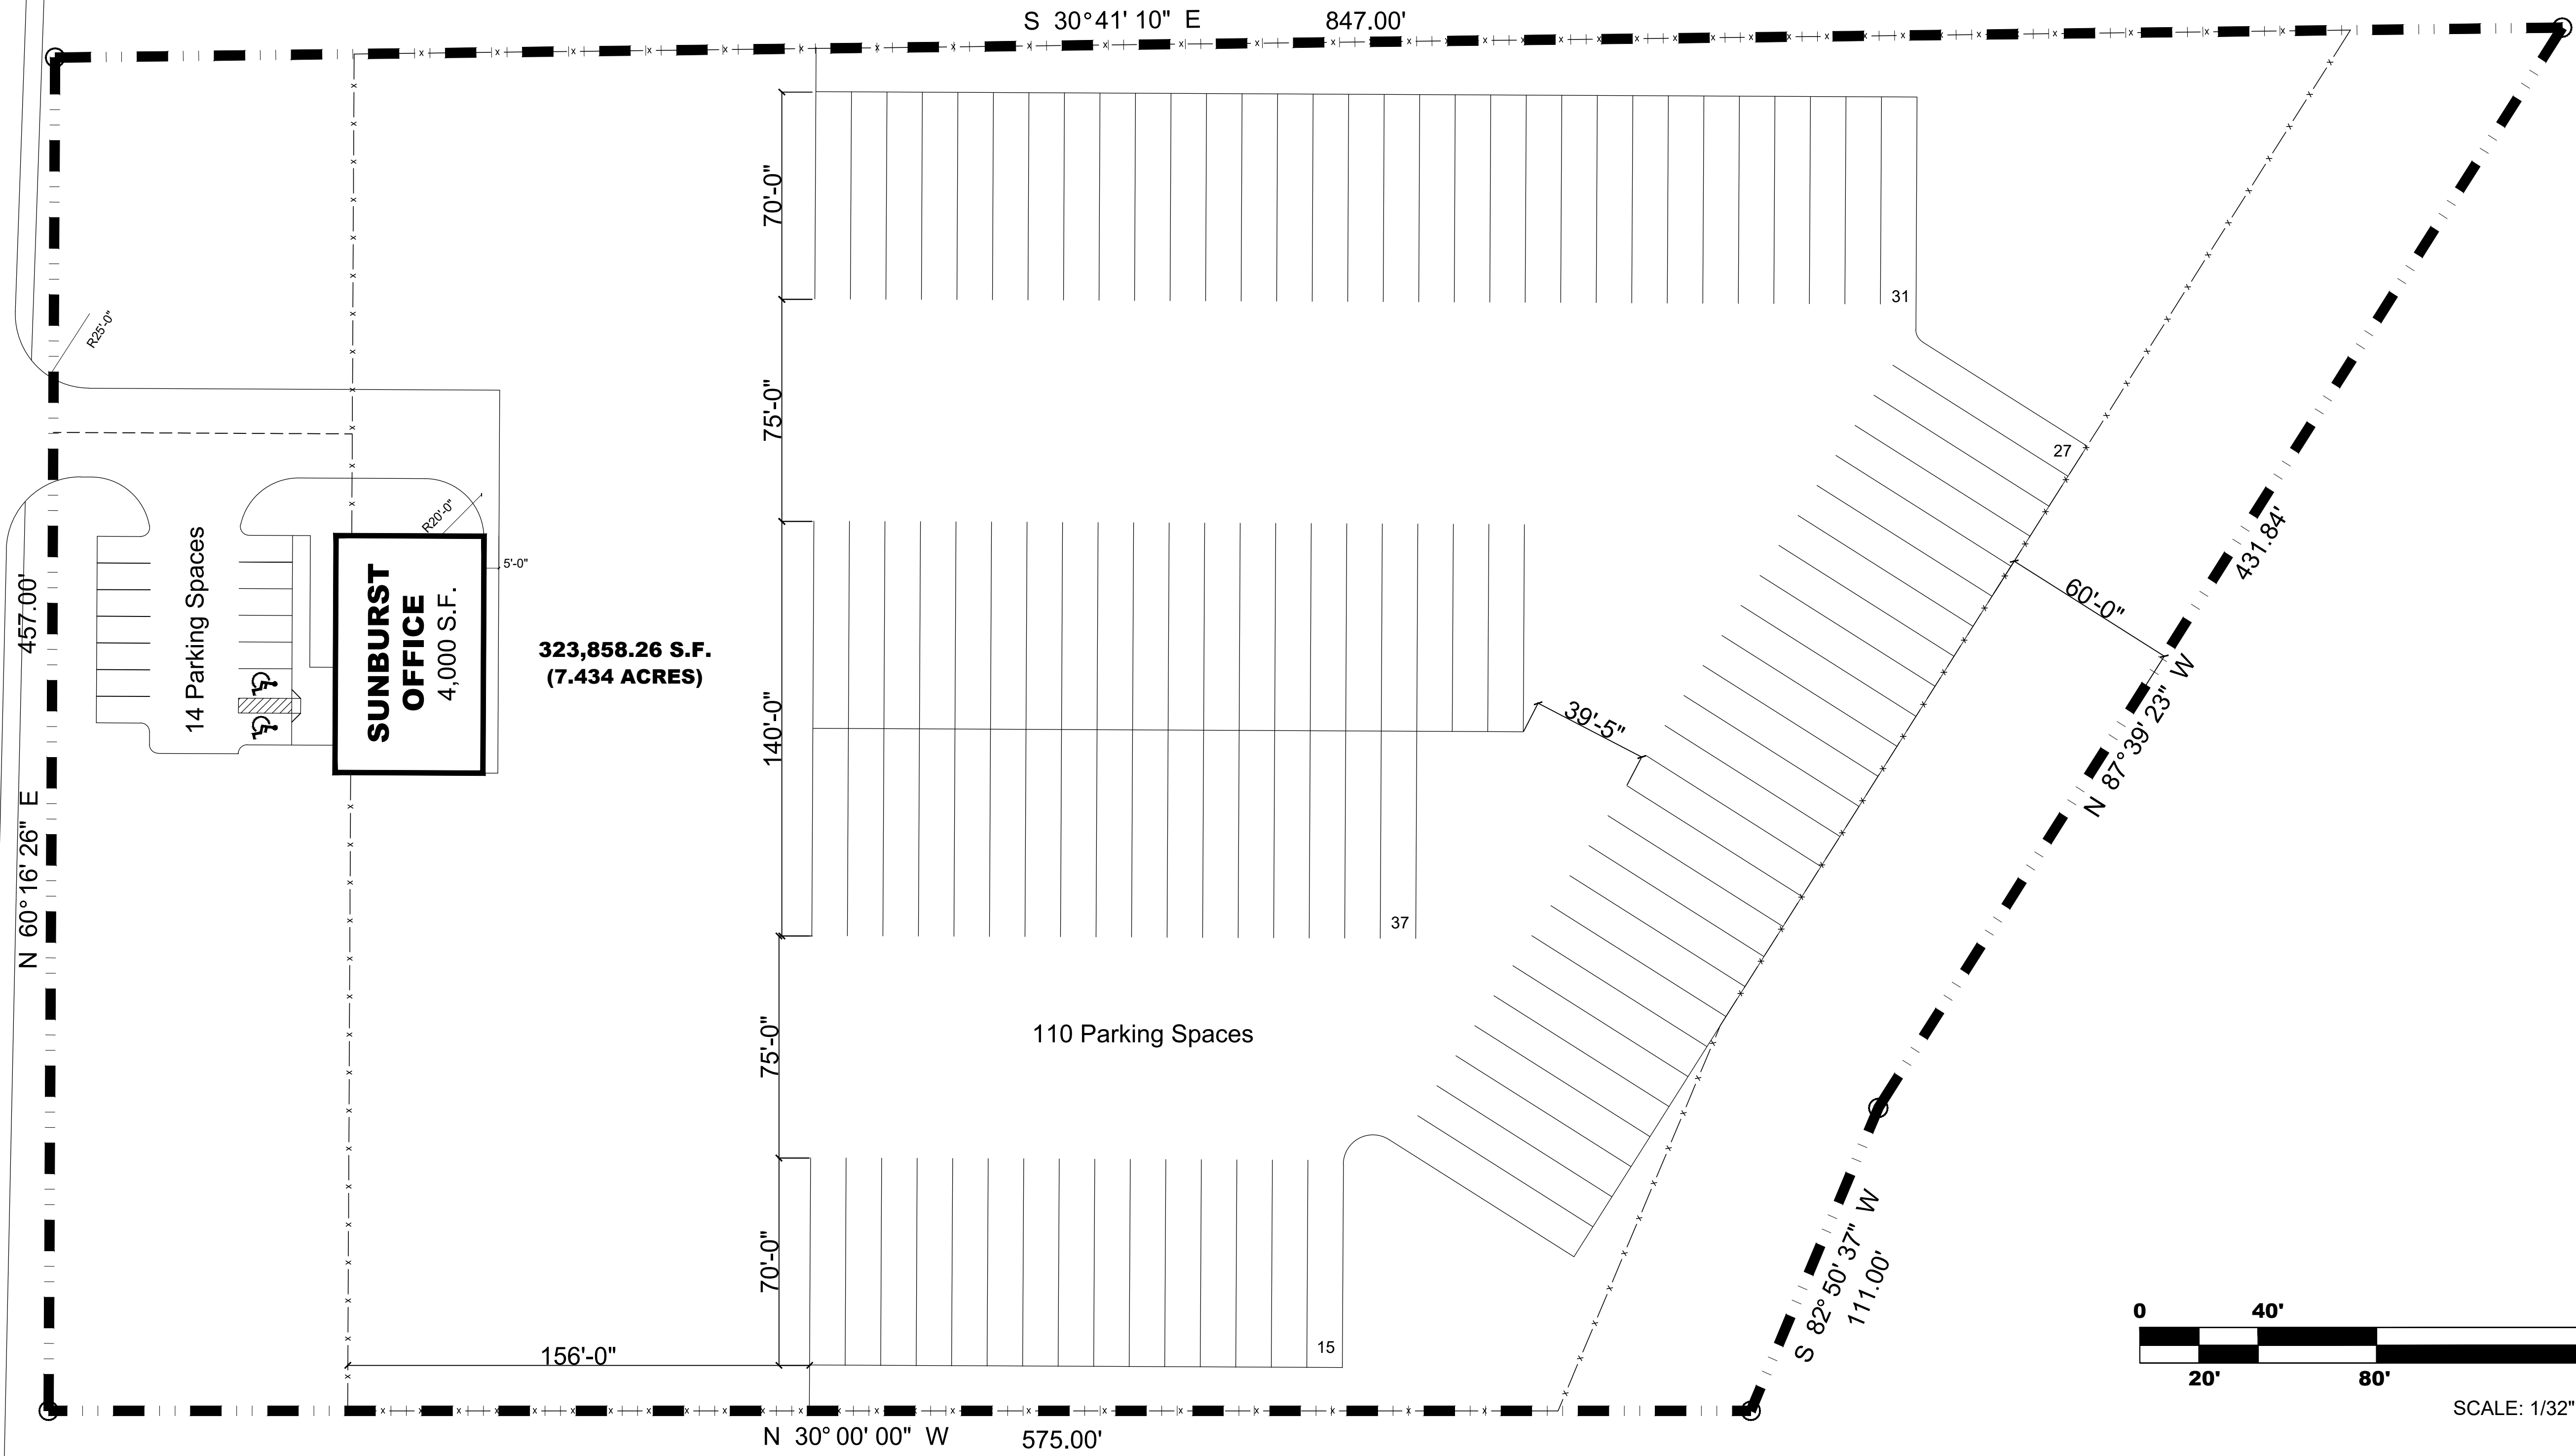 S 30°41' 10" E 847.00'
R25'-0"
70'-0"
31
75'-0"
27
14 Parking Spaces
R20'-0"
5'-0"
SUNBURST
OFFICE
4,000 S.F.
323,858.26 S.F.
(7.434 ACRES)
N 60°16' 26" E 457.00'
140'-0"
39'-5"
60'-0"
431.84'
N 87°39' 23" W
37
75'-0"
110 Parking Spaces
70'-0"
15
156'-0"
S 82°50' 37" W
111.00'
N 30°00' 00" W 575.00'
0 40'
20' 80'
SCALE: 1/32"